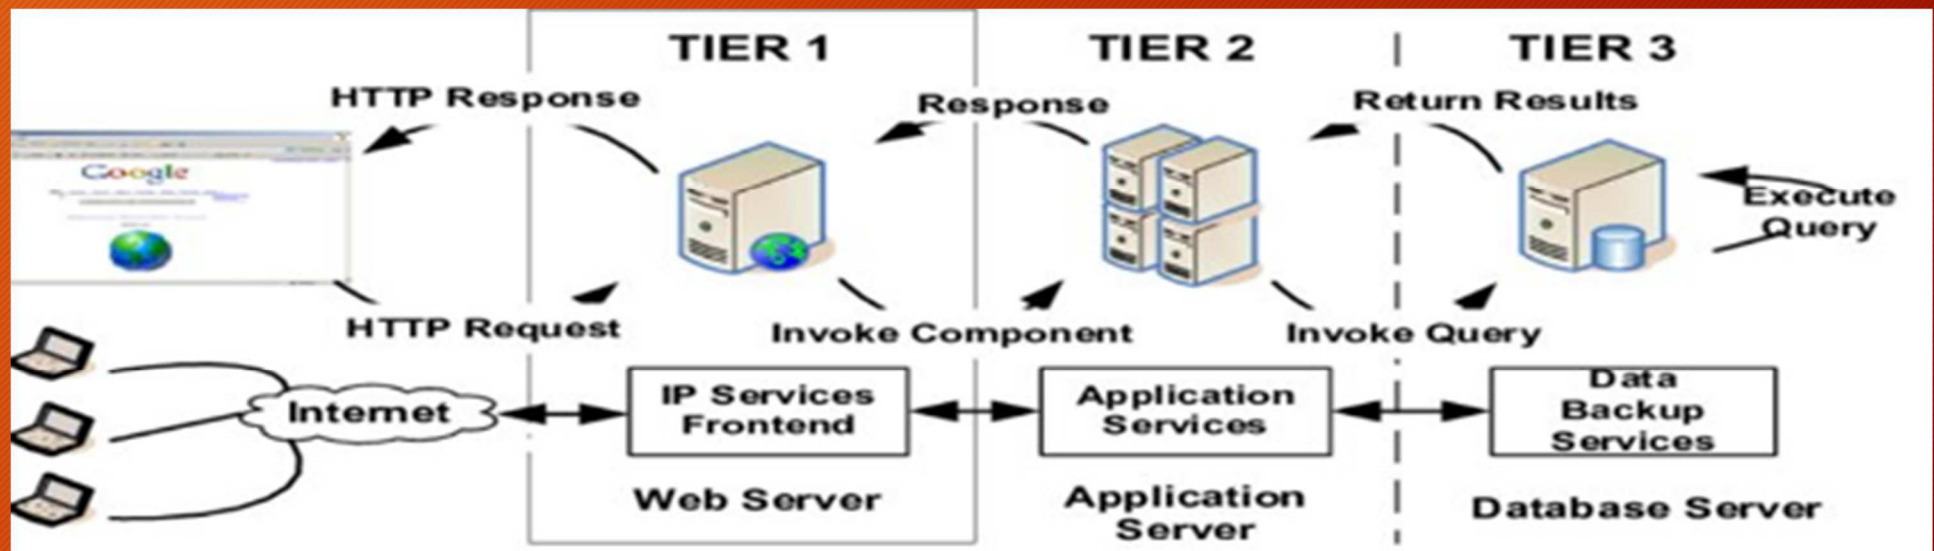 TIER 1
TIER 2
TIER 3
HTTP Response
Response
Return Results
Google
Execute
Query
HTTP Request
Invoke Component
Invoke Query
Internet
IP Services
Frontend
Application
Services
Data
Backup
Services
Web Server
Application
Server
Database Server